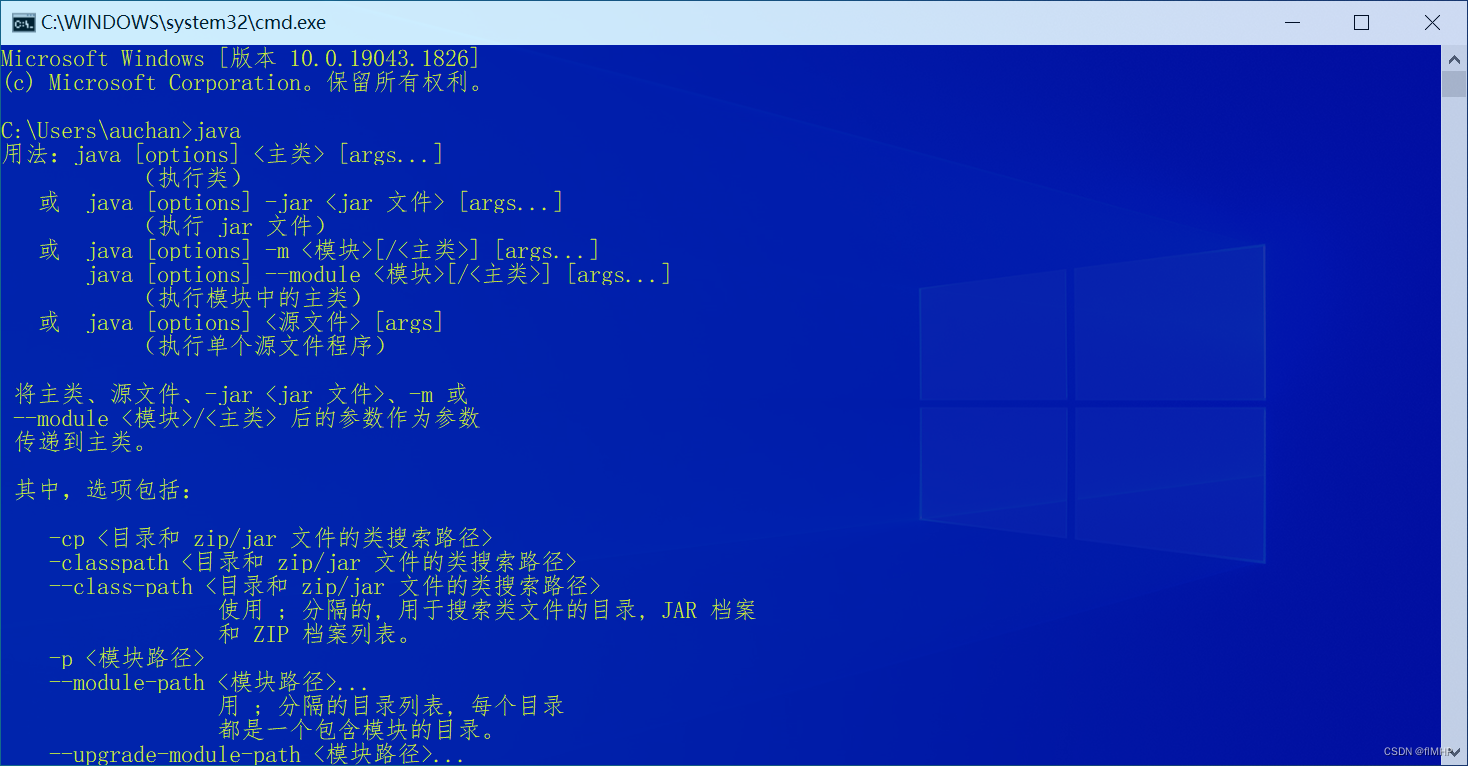 C:\WINDOWS\system32\cmd.exe
Microsoft Windows [版本 10.0.19043.1826]
(c) Microsoft Corporation。保留所有权利。
C:\Users\auchan>java
用法：java [options] <主类> [args...]
（执行类）
或  java [options] -jar <jar 文件> [args...]
（执行 jar 文件）
或  java [options] -m <模块>[/<主类>] [args...]
java [options] --module <模块>[/<主类>] [args...]
（执行模块中的主类）
或  java [options] <源文件> [args]
（执行单个源文件程序）
将主类、源文件、-jar <jar 文件>、-m 或
--module <模块>/<主类> 后的参数作为参数
传递到主类。
其中，选项包括：
-cp <目录和 zip/jar 文件的类搜索路径>
-classpath <目录和 zip/jar 文件的类搜索路径>
--class-path <目录和 zip/jar 文件的类搜索路径>
使用 ; 分隔的, 用于搜索类文件的目录, JAR 档案
和 ZIP 档案列表。
-p <模块路径>
--module-path <模块路径>...
用 ; 分隔的目录列表, 每个目录
都是一个包含模块的目录。
--upgrade-module-path <模块路径>...
CSDN